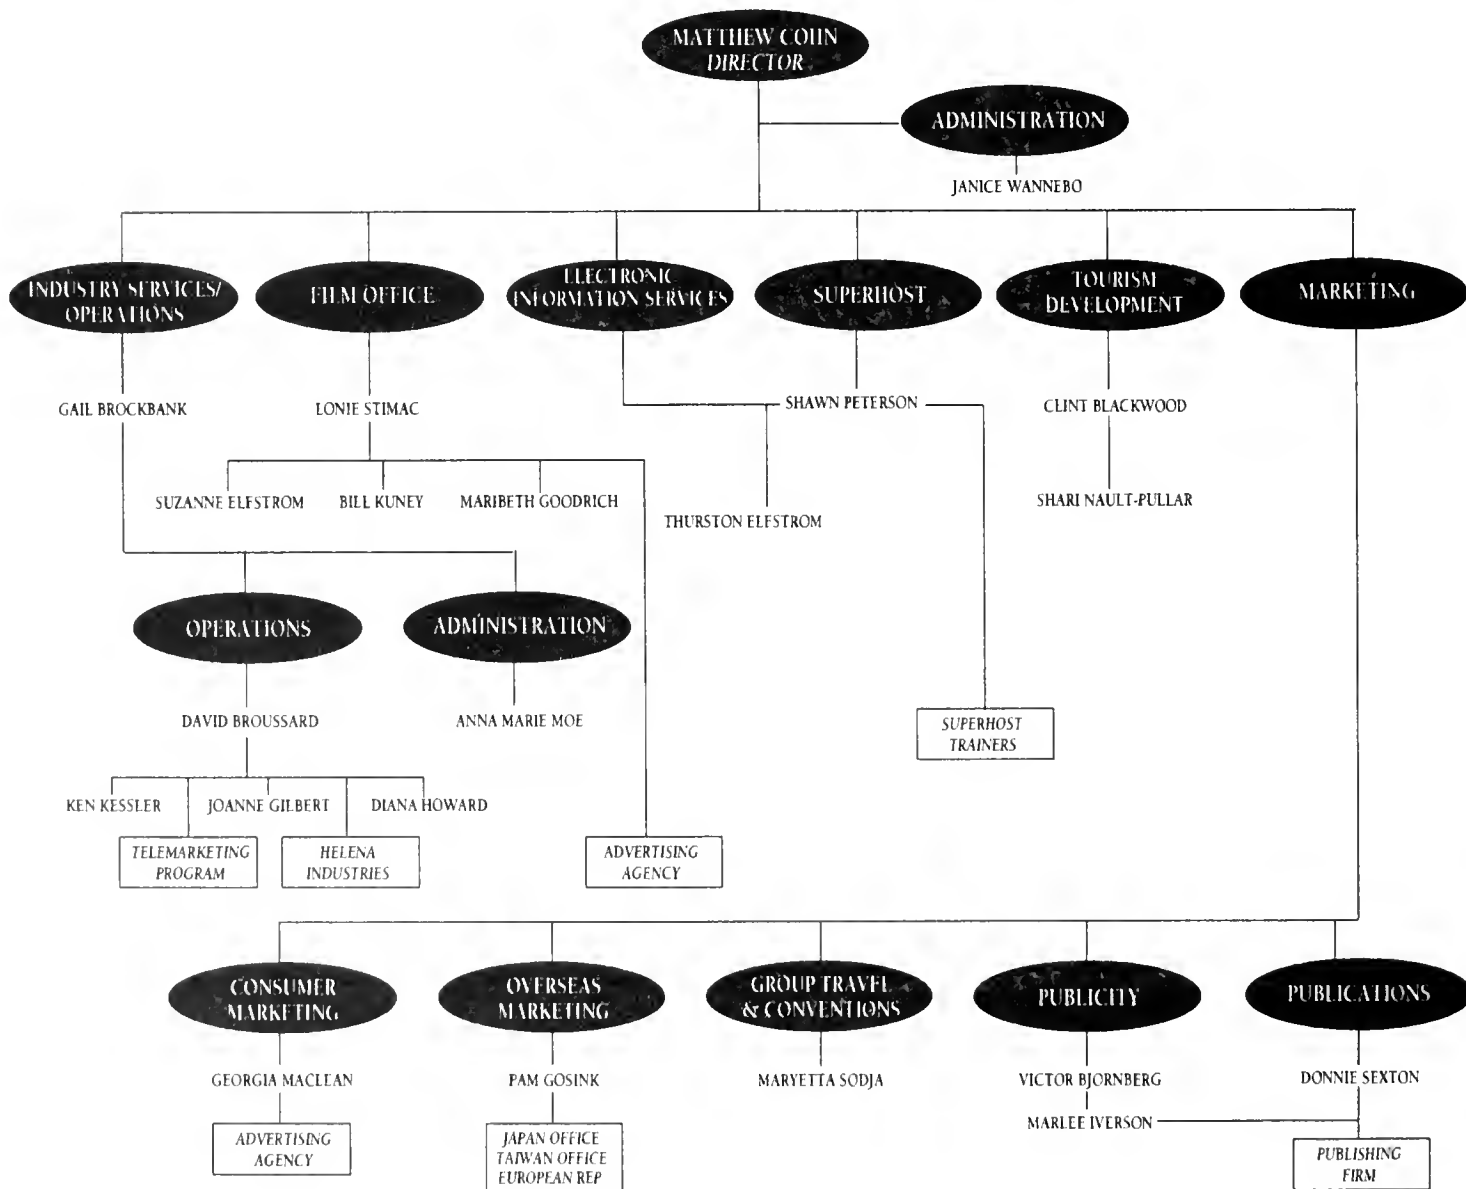 MATTHEW COHN
DIRECTOR
ADMINISTRATION
JANICE WANNEBO
INDUSTRY SERVICES/
OPERATIONS
FILM OFFICE
ELECTRONIC
INFORMATION SERVICES
SUPERHOST
TOURISM
DEVELOPMENT
MARKETING
GAIL BROCKBANK
LONIE STIMAC
SHAWN PETERSON
CLINT BLACKWOOD
SUZANNE ELFSTROM
BILL KUNEY
MARIBETH GOODRICH
THURSTON ELFSTROM
SHARI NAULT-PULLAR
OPERATIONS
ADMINISTRATION
DAVID BROUSSARD
ANNA MARIE MOE
SUPERHOST
TRAINERS
KEN KESSLER
JOANNE GILBERT
DIANA HOWARD
TELEMARKETING
PROGRAM
HELENA
INDUSTRIES
ADVERTISING
AGENCY
CONSUMER
MARKETING
OVERSEAS
MARKETING
GROUP TRAVEL
& CONVENTIONS
PUBLICITY
PUBLICATIONS
GEORGIA MACLEAN
PAM GOSINK
MARYETTA SODJA
VICTOR BJORNBERG
DONNIE SEXTON
MARLEE IVERSON
ADVERTISING
AGENCY
JAPAN OFFICE
TAIWAN OFFICE
EUROPEAN REP
PUBLISHING
FIRM